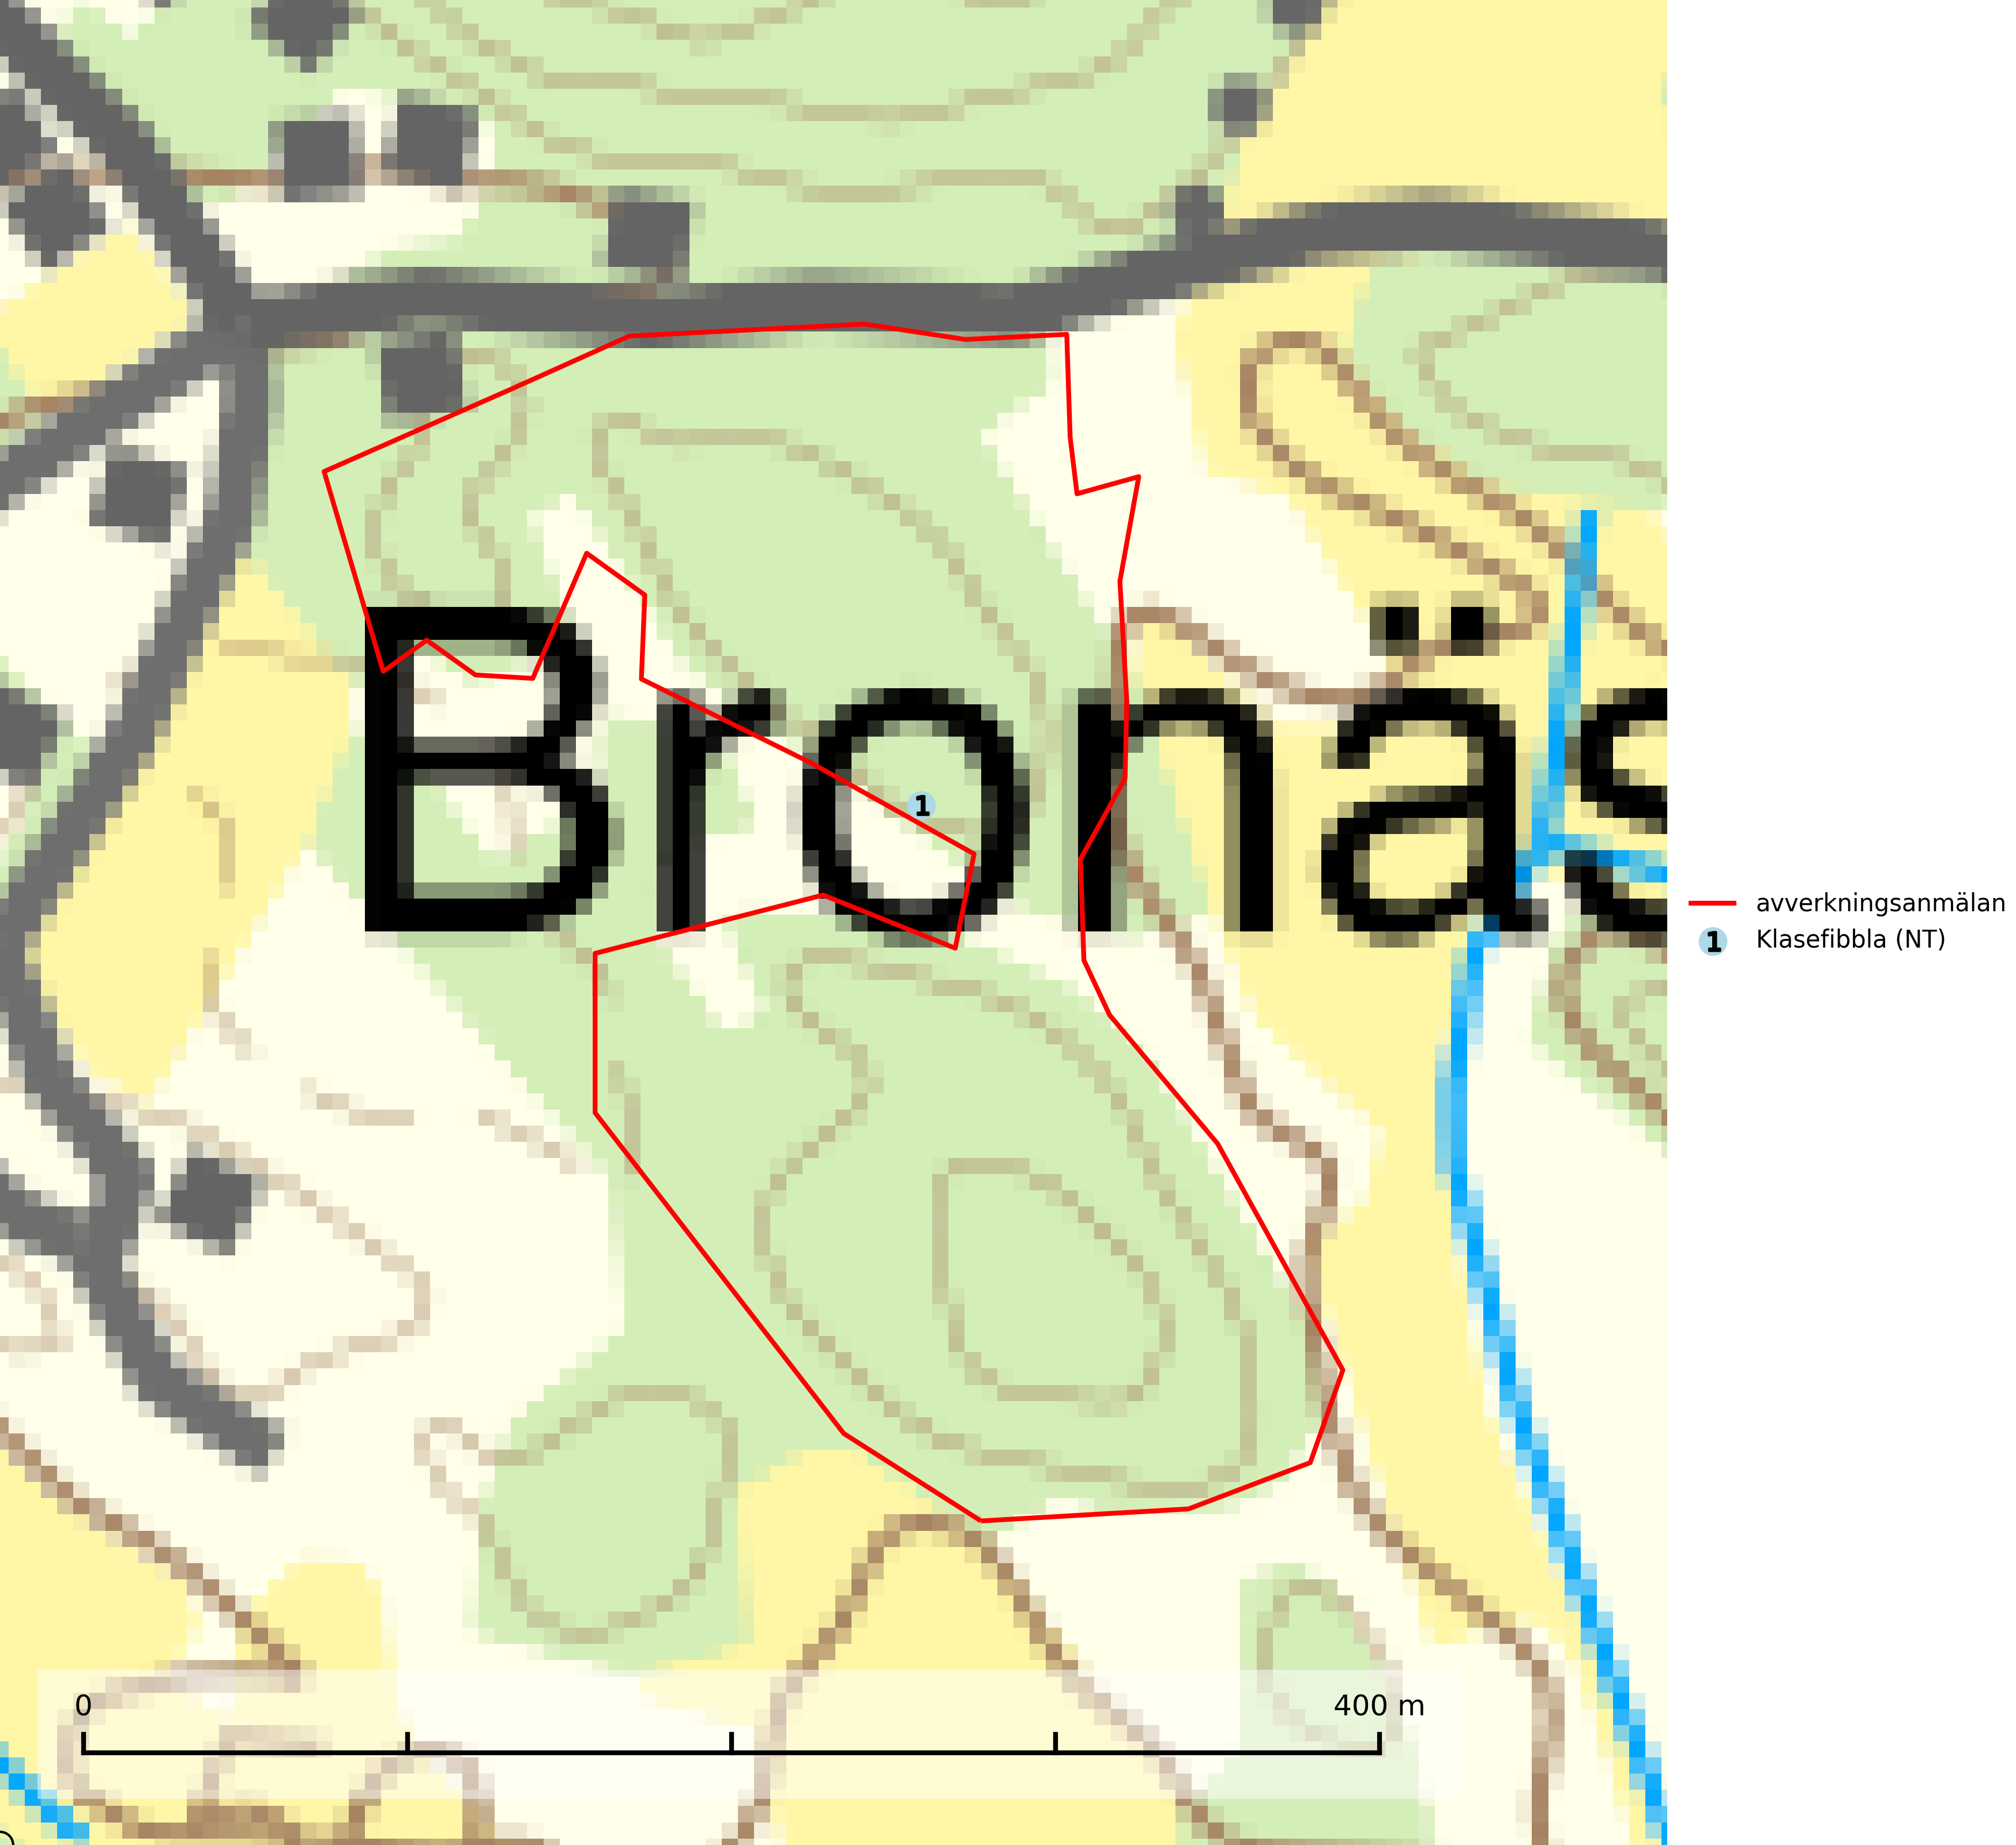 Bronäs
1
avverkningsanmälan
1 Klasefibbla (NT)
0 400 m